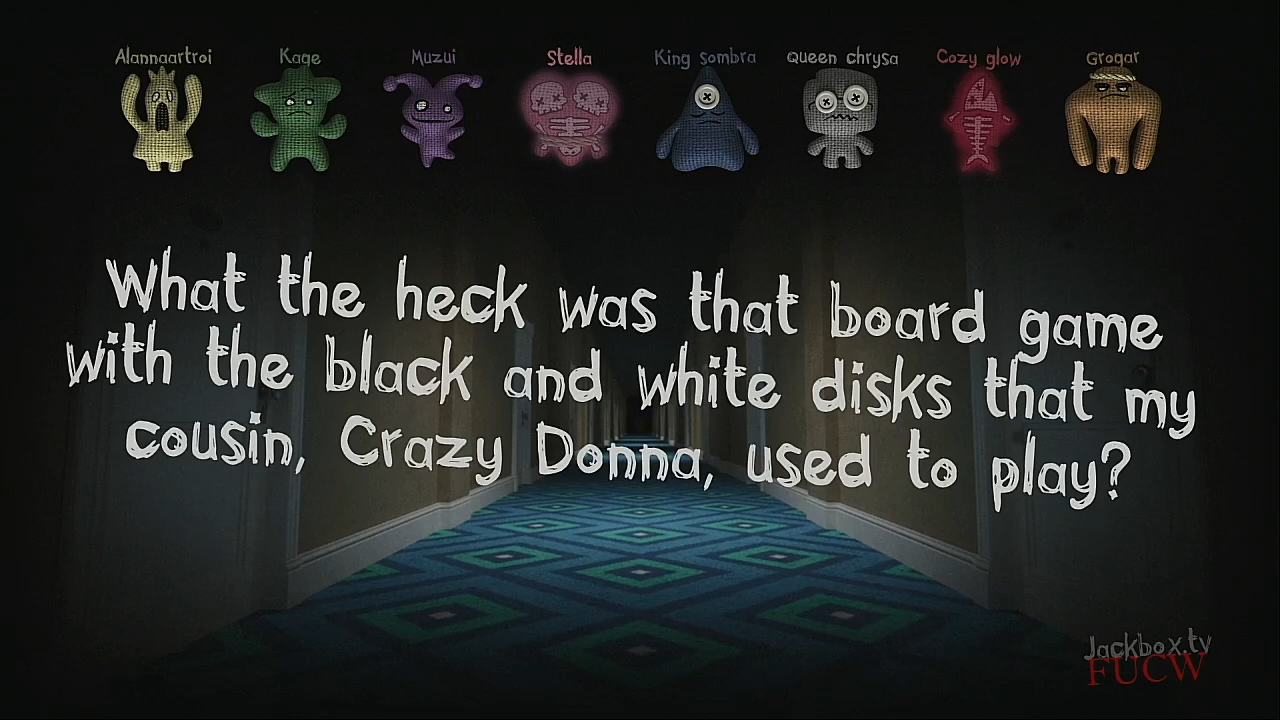 Alannaartroi Kage Muzui Stella King Sombra Queen chrysa Cozy glow Grogar
What the heck was that board game
with the black and white disks that my
cousin, Crazy Donna, used to play?
Jackbox.tv
FUCW